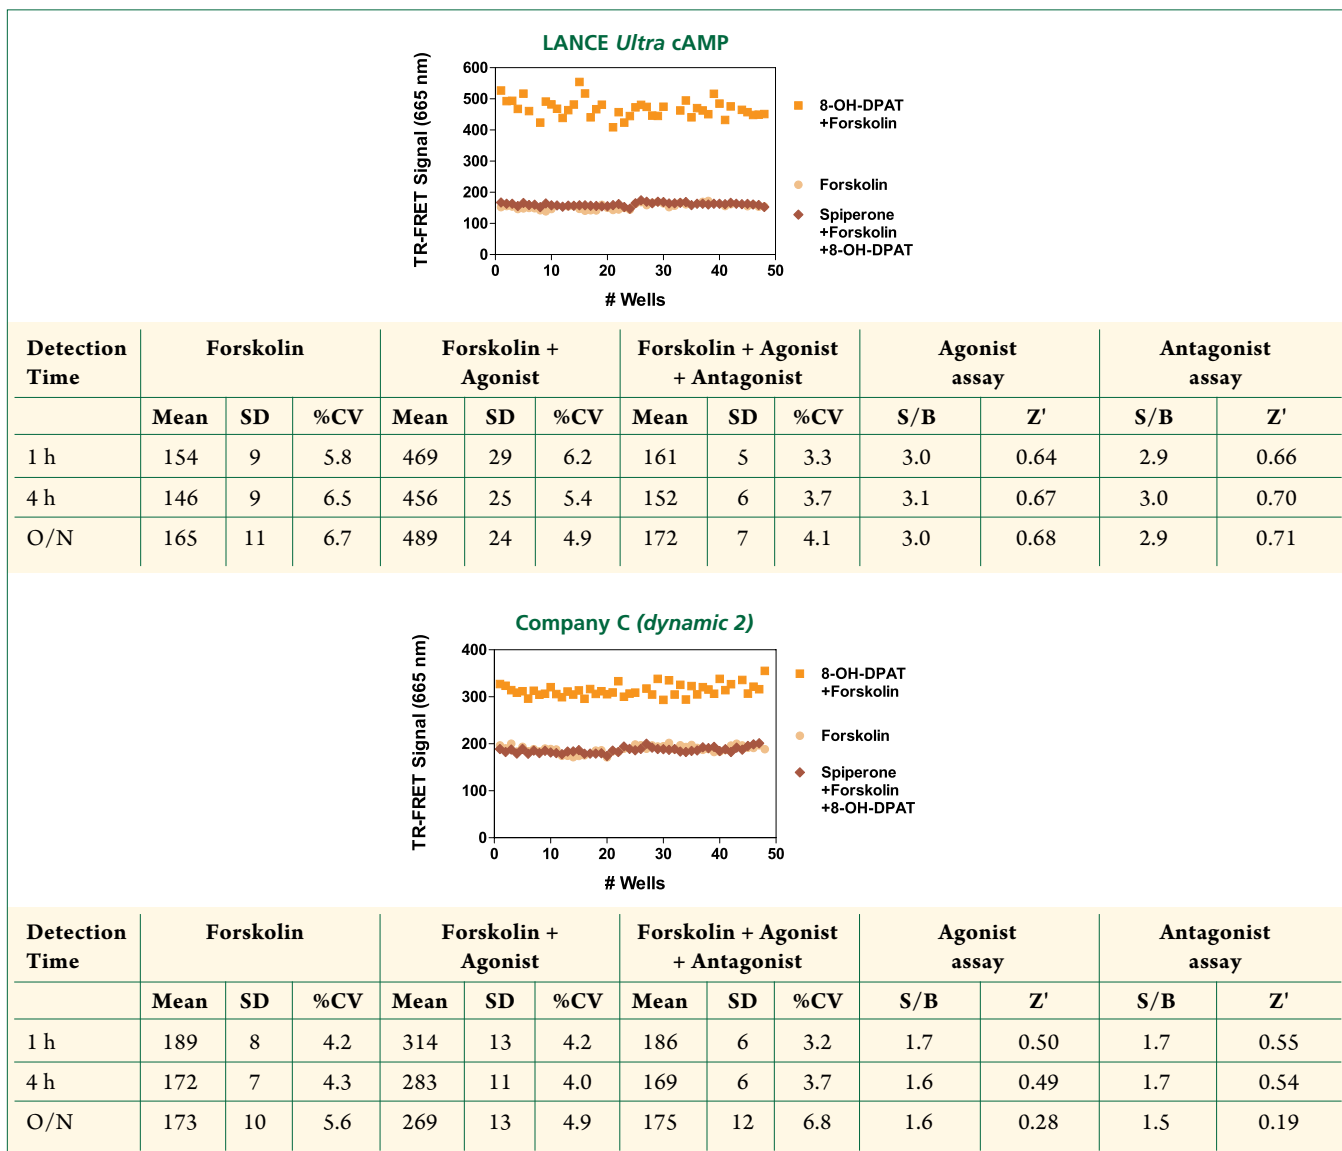 LANCE Ultra cAMP
TR-FRET Signal (665 nm)
600
500
400
300
200
100
0
0 10 20 30 40 50
# Wells
8-OH-DPAT
+Forskolin
Forskolin
Spiperone
+Forskolin
+8-OH-DPAT
Detection Time Forskolin Forskolin + Agonist Forskolin + Agonist + Antagonist Agonist assay Antagonist assay
Mean SD %CV Mean SD %CV Mean SD %CV S/B Z' S/B Z'
1 h 154 9 5.8 469 29 6.2 161 5 3.3 3.0 0.64 2.9 0.66
4 h 146 9 6.5 456 25 5.4 152 6 3.7 3.1 0.67 3.0 0.70
O/N 165 11 6.7 489 24 4.9 172 7 4.1 3.0 0.68 2.9 0.71
Company C (dynamic 2)
TR-FRET Signal (665 nm)
400
300
200
100
0
0 10 20 30 40 50
# Wells
8-OH-DPAT
+Forskolin
Forskolin
Spiperone
+Forskolin
+8-OH-DPAT
Detection Time Forskolin Forskolin + Agonist Forskolin + Agonist + Antagonist Agonist assay Antagonist assay
Mean SD %CV Mean SD %CV Mean SD %CV S/B Z' S/B Z'
1 h 189 8 4.2 314 13 4.2 186 6 3.2 1.7 0.50 1.7 0.55
4 h 172 7 4.3 283 11 4.0 169 6 3.7 1.6 0.49 1.7 0.54
O/N 173 10 5.6 269 13 4.9 175 12 6.8 1.6 0.28 1.5 0.19